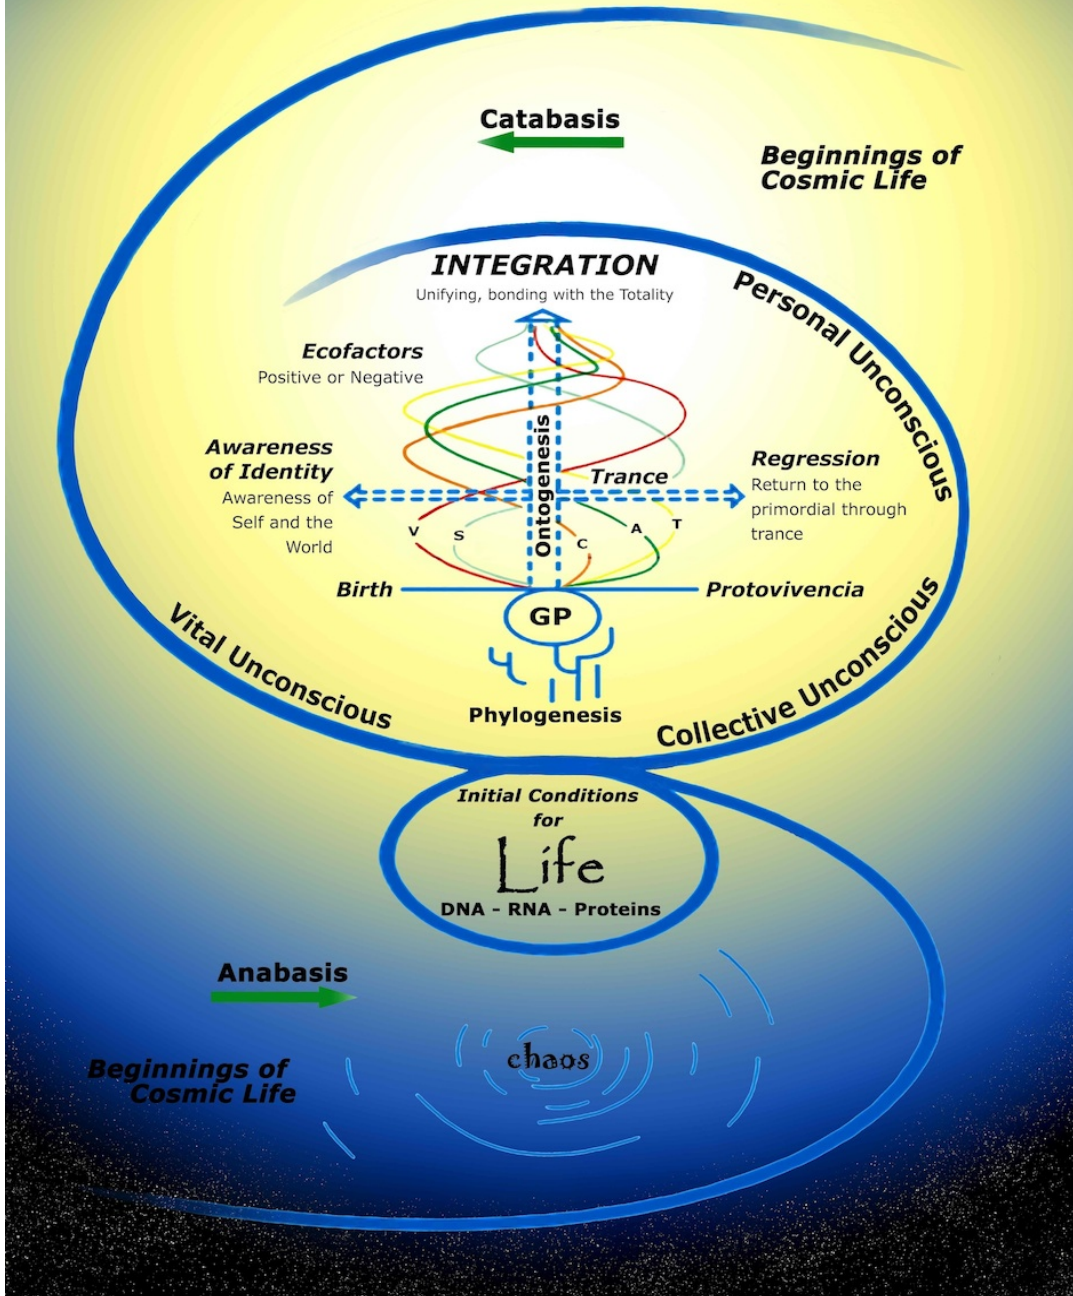 Catabasis
Beginnings of
Cosmic Life
INTEGRATION
Unifying, bonding with the Totality
Personal Unconscious
Ecofactors
Positive or Negative
Awareness
of Identity
Awareness of
Self and the
World
Ontogenesis
Trance
Regression
Return to the
primordial through
trance
V
S
C
A
T
Birth
Protovivencia
GP
Vital Unconscious
Collective Unconscious
Phylogenesis
Initial Conditions
for
Life
DNA - RNA - Proteins
Anabasis
chaos
Beginnings of
Cosmic Life